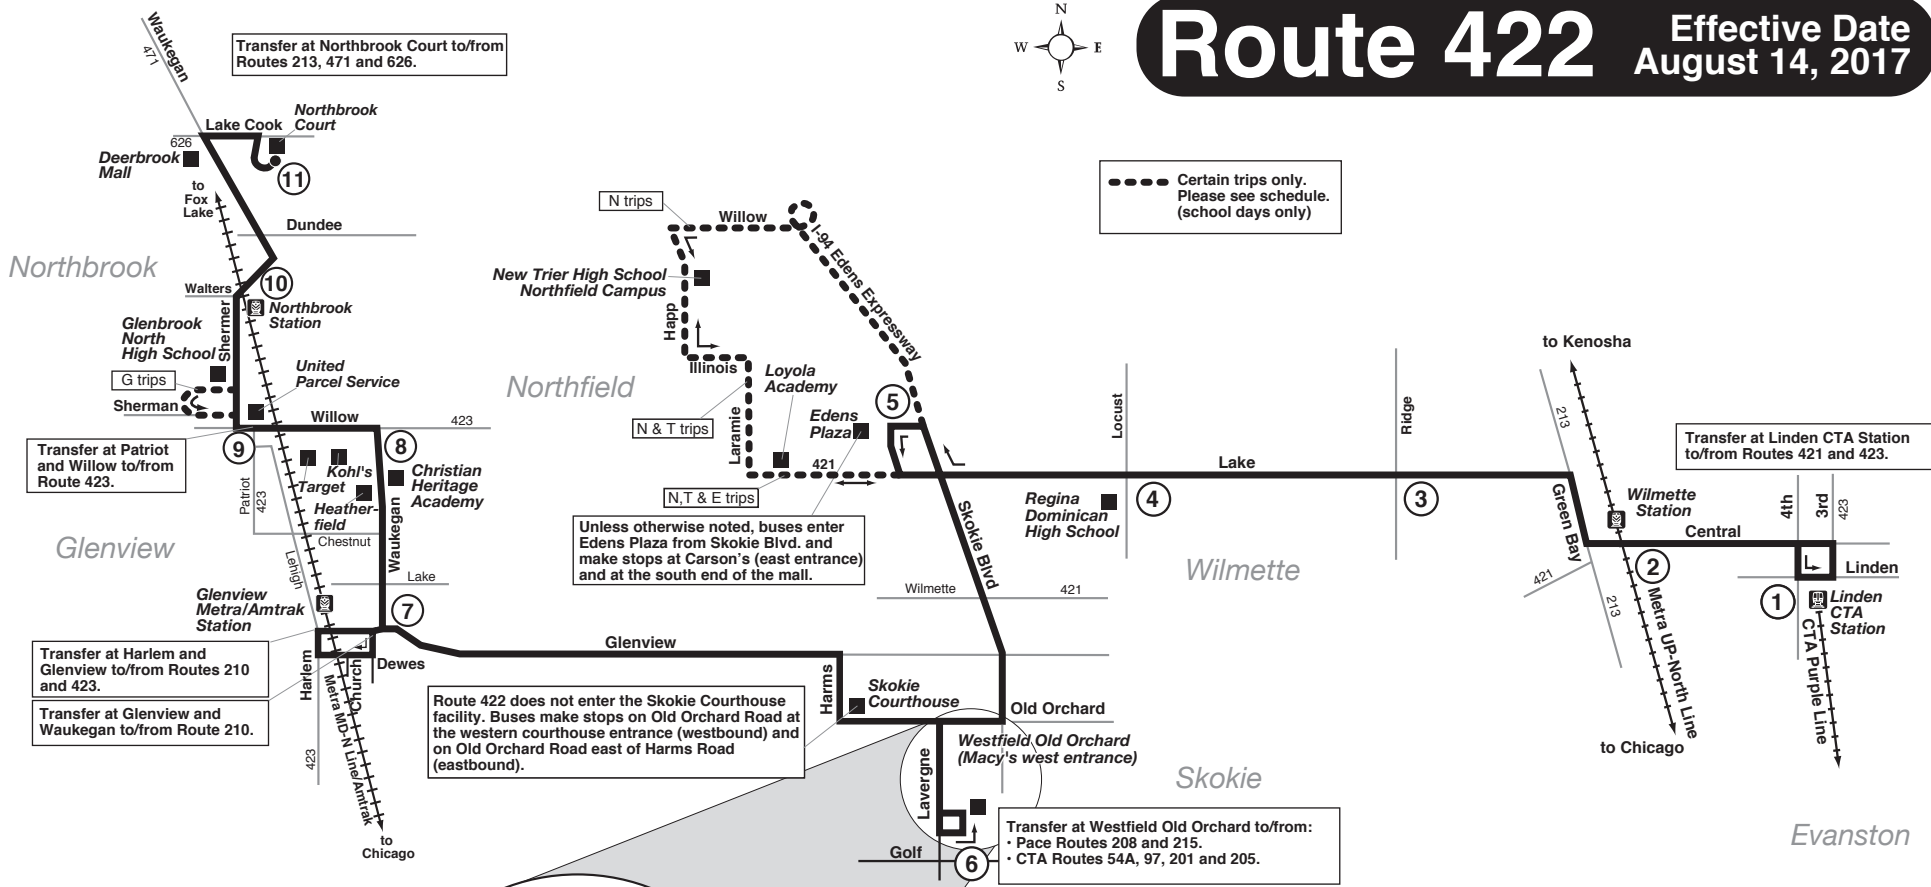 Route 422
Effective Date
August 14, 2017
N
W
E
S
Waukegan
471
Transfer at Northbrook Court to/from
Routes 213, 471 and 626.
Lake Cook
Northbrook
Court
626
Deerbrook
Mall
11
to
Fox
Lake
Dundee
Northbrook
10
Walters
Northbrook
Station
Shermer
Glenbrook
North
High School
G trips
Sherman
United
Parcel Service
Willow
423
9
8
Transfer at Patriot
and Willow to/from
Route 423.
Patriot
423
Target
Kohl's
Heather-
field
Christian
Heritage
Academy
Chestnut
Waukegan
Lehigh
Lake
Glenview
Glenview
Metra/Amtrak
Station
7
Transfer at Harlem and
Glenview to/from Routes 210
and 423.
Transfer at Glenview and
Waukegan to/from Route 210.
Harlem
423
Church
Dewes
Metra MD-N Line/Amtrak
to
Chicago
Glenview
Route 422 does not enter the Skokie Courthouse
facility. Buses make stops on Old Orchard Road at
the western courthouse entrance (westbound) and
on Old Orchard Road east of Harms Road
(eastbound).
Harms
Skokie
Courthouse
Old Orchard
Westfield Old Orchard
(Macy's west entrance)
Lavergne
Golf
6
Transfer at Westfield Old Orchard to/from:
· Pace Routes 208 and 215.
· CTA Routes 54A, 97, 201 and 205.
Skokie
Evanston
Certain trips only.
Please see schedule.
(school days only)
N trips
Willow
I-94 Edens Expressway
New Trier High School
Northfield Campus
Happ
Illinois
Northfield
Loyola
Academy
Laramie
N & T trips
Edens
Plaza
5
421
N,T & E trips
Unless otherwise noted, buses enter
Edens Plaza from Skokie Blvd. and
make stops at Carson's (east entrance)
and at the south end of the mall.
Skokie Blvd
Wilmette
421
Locust
Ridge
Lake
Regina
Dominican
High School
4
3
Wilmette
to Kenosha
213
Green Bay
421
213
Wilmette
Station
2
Metra UP-North Line
to Chicago
Transfer at Linden CTA Station
to/from Routes 421 and 423.
4th
3rd
423
Central
Linden
1
Linden
CTA
Station
CTA Purple Line